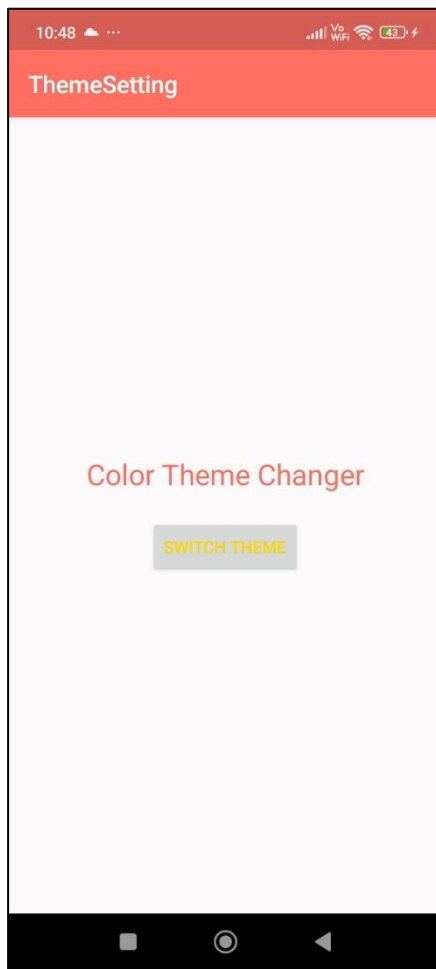 10:48 ...
Vo
WiFi
43
ThemeSetting
Color Theme Changer
SWITCH THEME